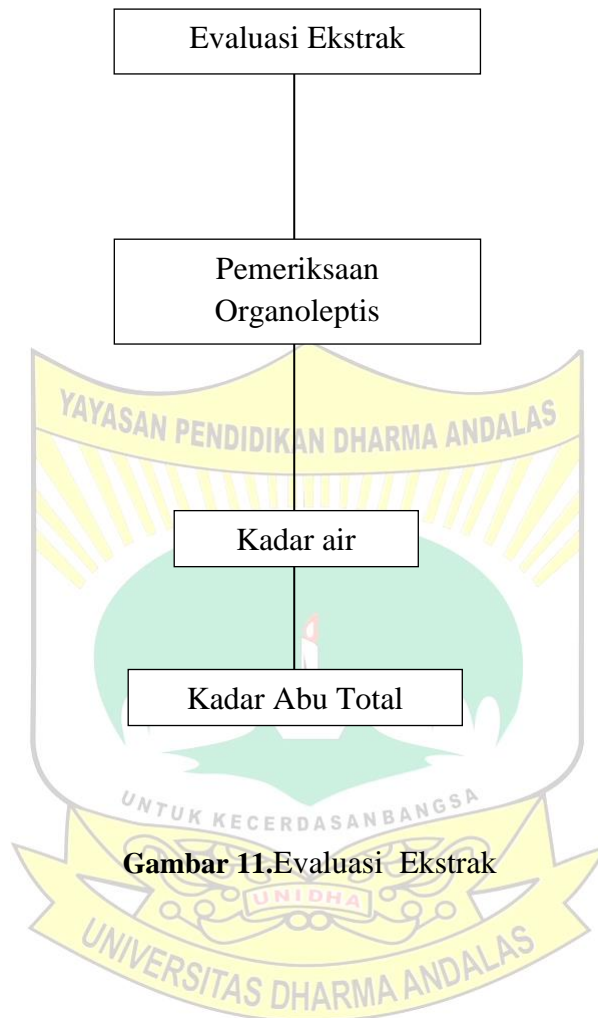 Evaluasi Ekstrak
Pemeriksaan
Organoleptis
YAYASAN PENDIDIKAN DHARMA ANDALAS
Kadar air
Kadar Abu Total
UNTUK KECERDASANBANGSA
Gambar 11.Evaluasi Ekstrak
UNIDHA
UNIVERSITAS DHARMA ANDALAS